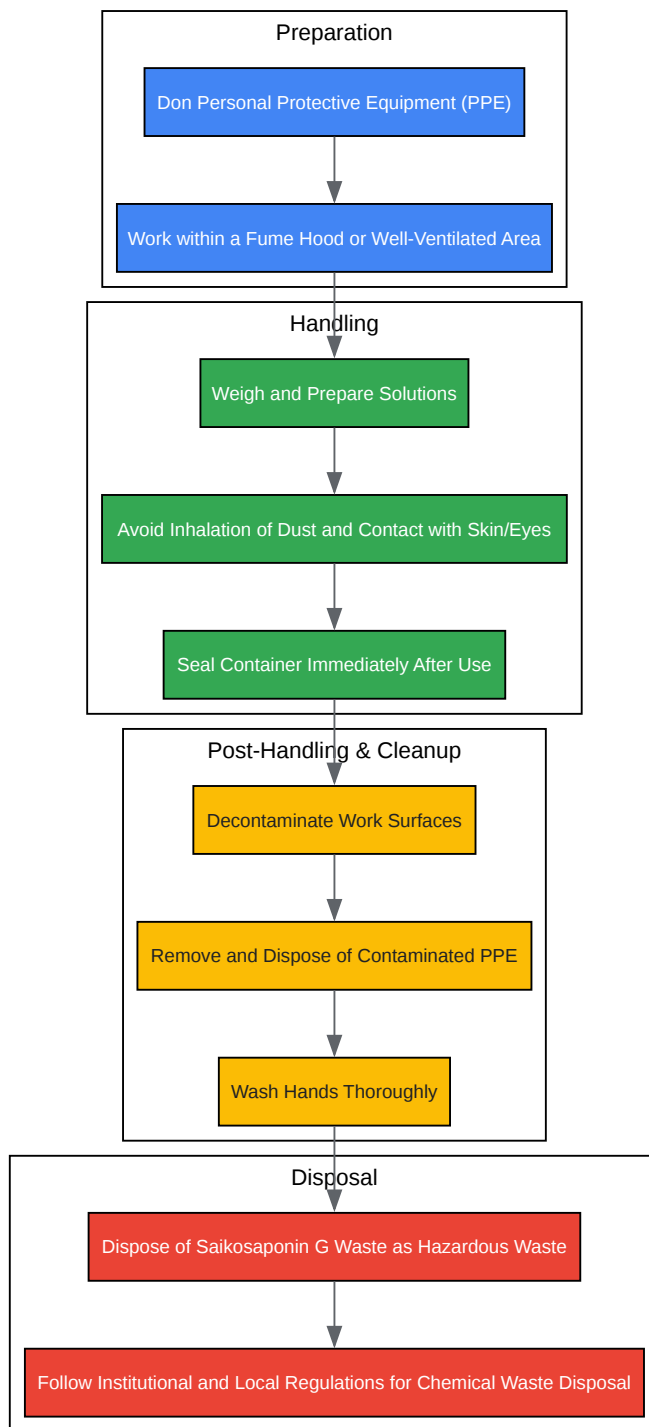 Preparation
Don Personal Protective Equipment (PPE)
Work within a Fume Hood or Well-Ventilated Area
Handling
Weigh and Prepare Solutions
Avoid Inhalation of Dust and Contact with Skin/Eyes
Seal Container Immediately After Use
Post-Handling & Cleanup
Decontaminate Work Surfaces
Remove and Dispose of Contaminated PPE
Wash Hands Thoroughly
Disposal
Dispose of Saikosaponin G Waste as Hazardous Waste
Follow Institutional and Local Regulations for Chemical Waste Disposal